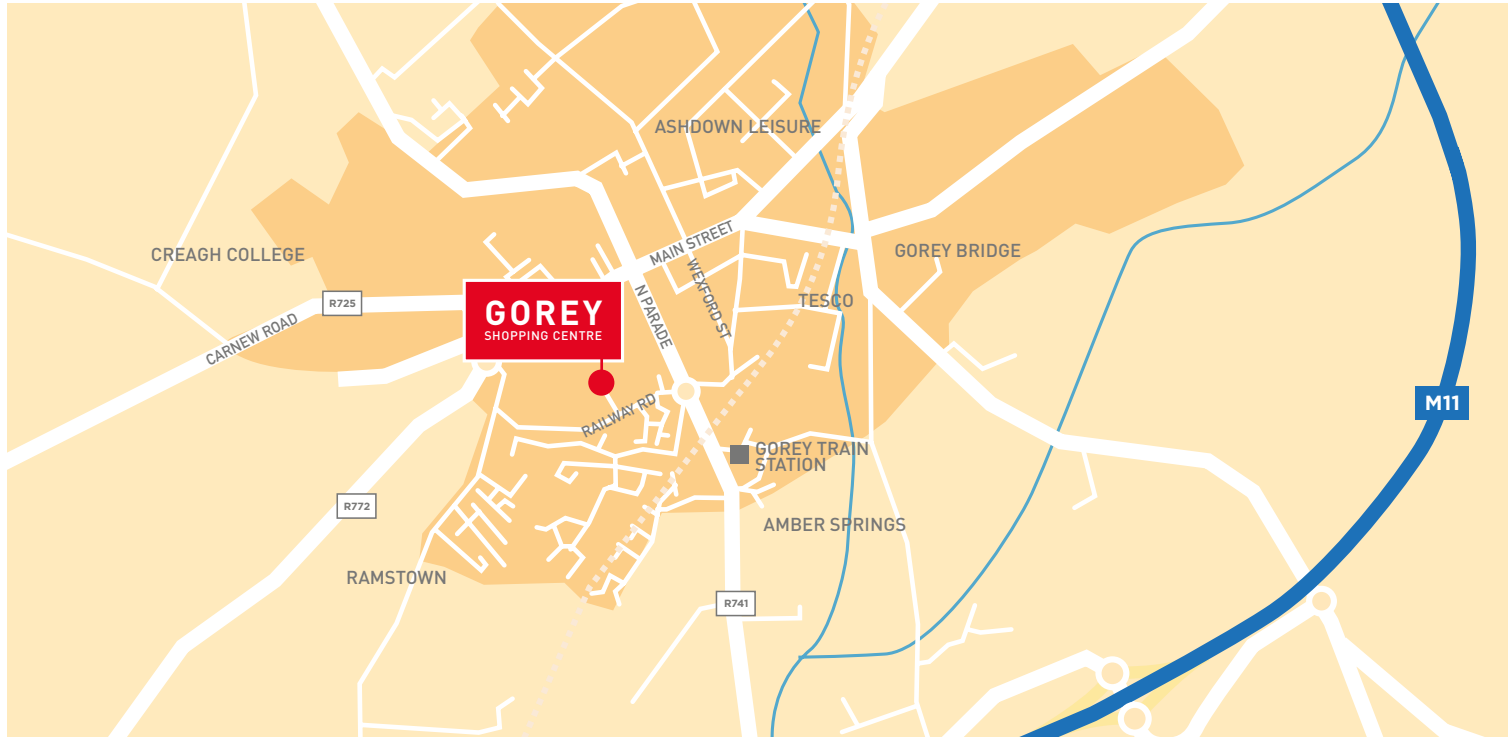 ASHDOWN LEISURE
MAIN STREET
CREAGH COLLEGE
GOREY BRIDGE
WEXFORD ST
N PARADE
TESCO
R725
GOREY
SHOPPING CENTRE
CARNEW ROAD
RAILWAY RD
M11
GOREY TRAIN
STATION
R772
AMBER SPRINGS
RAMSTOWN
R741